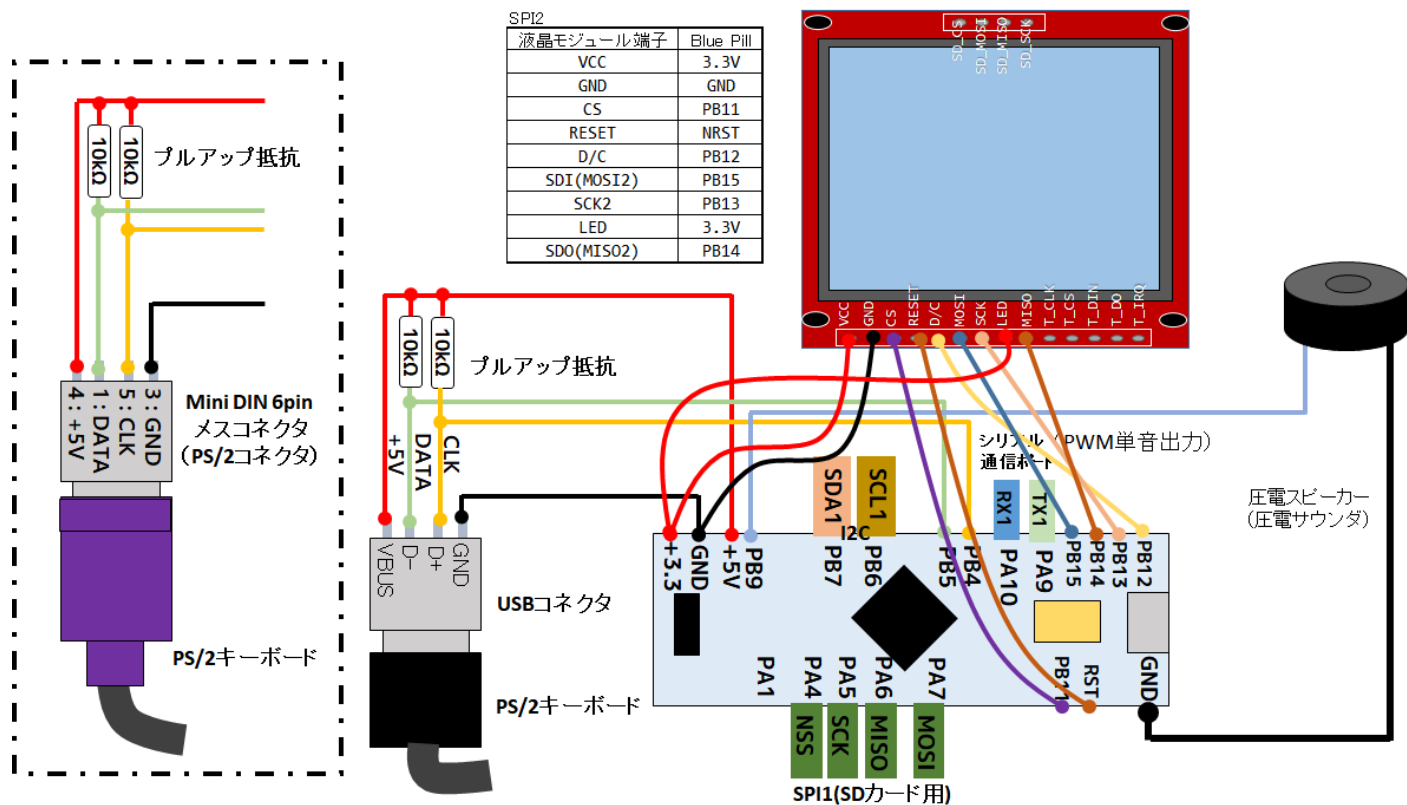 SPI2
液晶モジュール端子 Blue Pill
VCC 3.3V
GND GND
CS PB11
RESET NRST
D/C PB12
SDI(MOSI2) PB15
SCK2 PB13
LED 3.3V
SDO(MISO2) PB14
SD_CS
SD_MOSI
SD_MISO
SD_SCK
VCC
GND
CS
RESET
D/C
MOSI
SCK
LED
MISO
T_CLK
T_CS
T_DIN
T_DO
T_IRQ
10kΩ
10kΩ
プルアップ抵抗
4:+5V
1:DATA
5:CLK
3:GND
Mini DIN 6pin
メスコネクタ
(PS/2コネクタ)
PS/2キーボード
10kΩ
10kΩ
プルアップ抵抗
+5V
DATA
CLK
VBUS
D-
D+
GND
USBコネクタ
PS/2キーボード
シリアル
通信ポート
(PWM単音出力)
圧電スピーカー
(圧電サウンダ)
SDA1
SCL1
RX1
TX1
I2C
+3.3
GND
+5V
PB9
PB7
PB6
PB5
PB4
PA10
PA9
PB15
PB14
PB13
PB12
PA1
PA4
PA5
PA6
PA7
PB11
RST
GND
NSS
SCK
MISO
MOSI
SPI1(SDカード用)